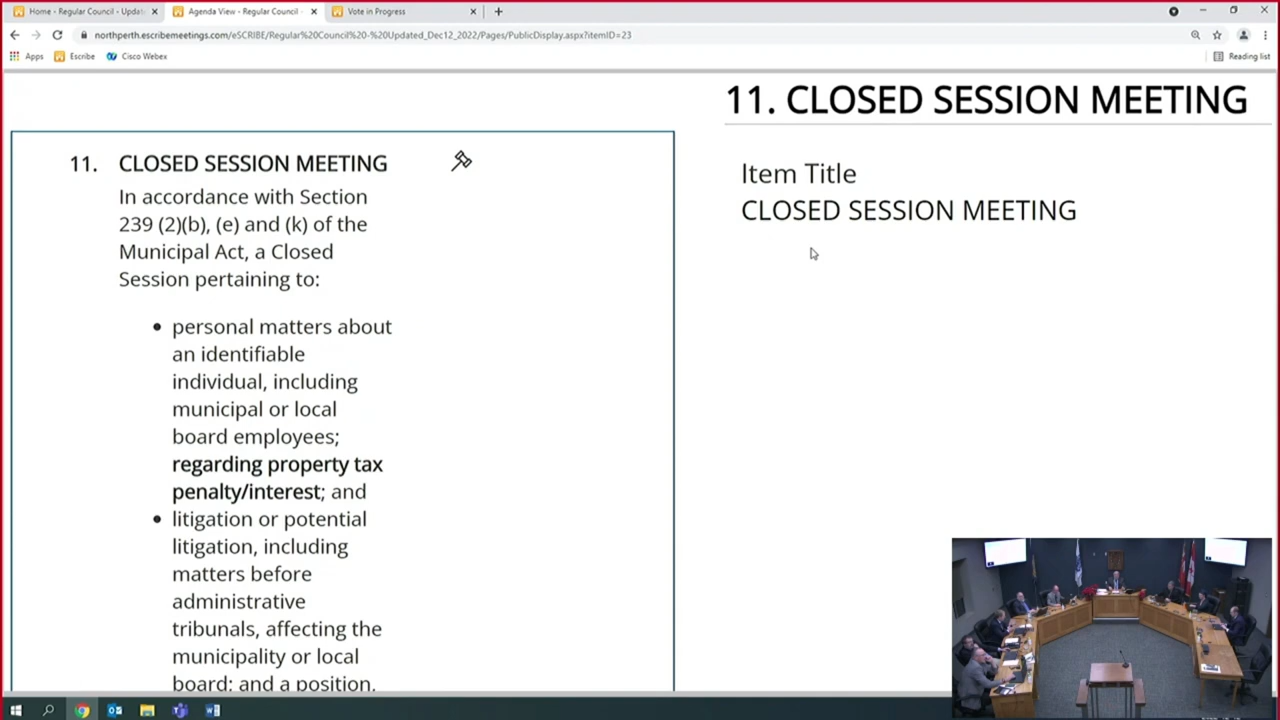 Home - Regular Council - Updat
Agenda View - Regular Council -
Vote in Progress
northperth.escribemeetings.com/eSCRIBE/Regular%20Council%20-%20Updated_Dec12_2022/Pages/PublicDisplay.aspx?itemID=23
Apps
Escribe
Cisco Webex
Reading list
11. CLOSED SESSION MEETING
Item Title
CLOSED SESSION MEETING
11. CLOSED SESSION MEETING
In accordance with Section
239 (2)(b), (e) and (k) of the
Municipal Act, a Closed
Session pertaining to:
personal matters about
an identifiable
individual, including
municipal or local
board employees;
regarding property tax
penalty/interest; and
litigation or potential
litigation, including
matters before
administrative
tribunals, affecting the
municipality or local
board; and a position,